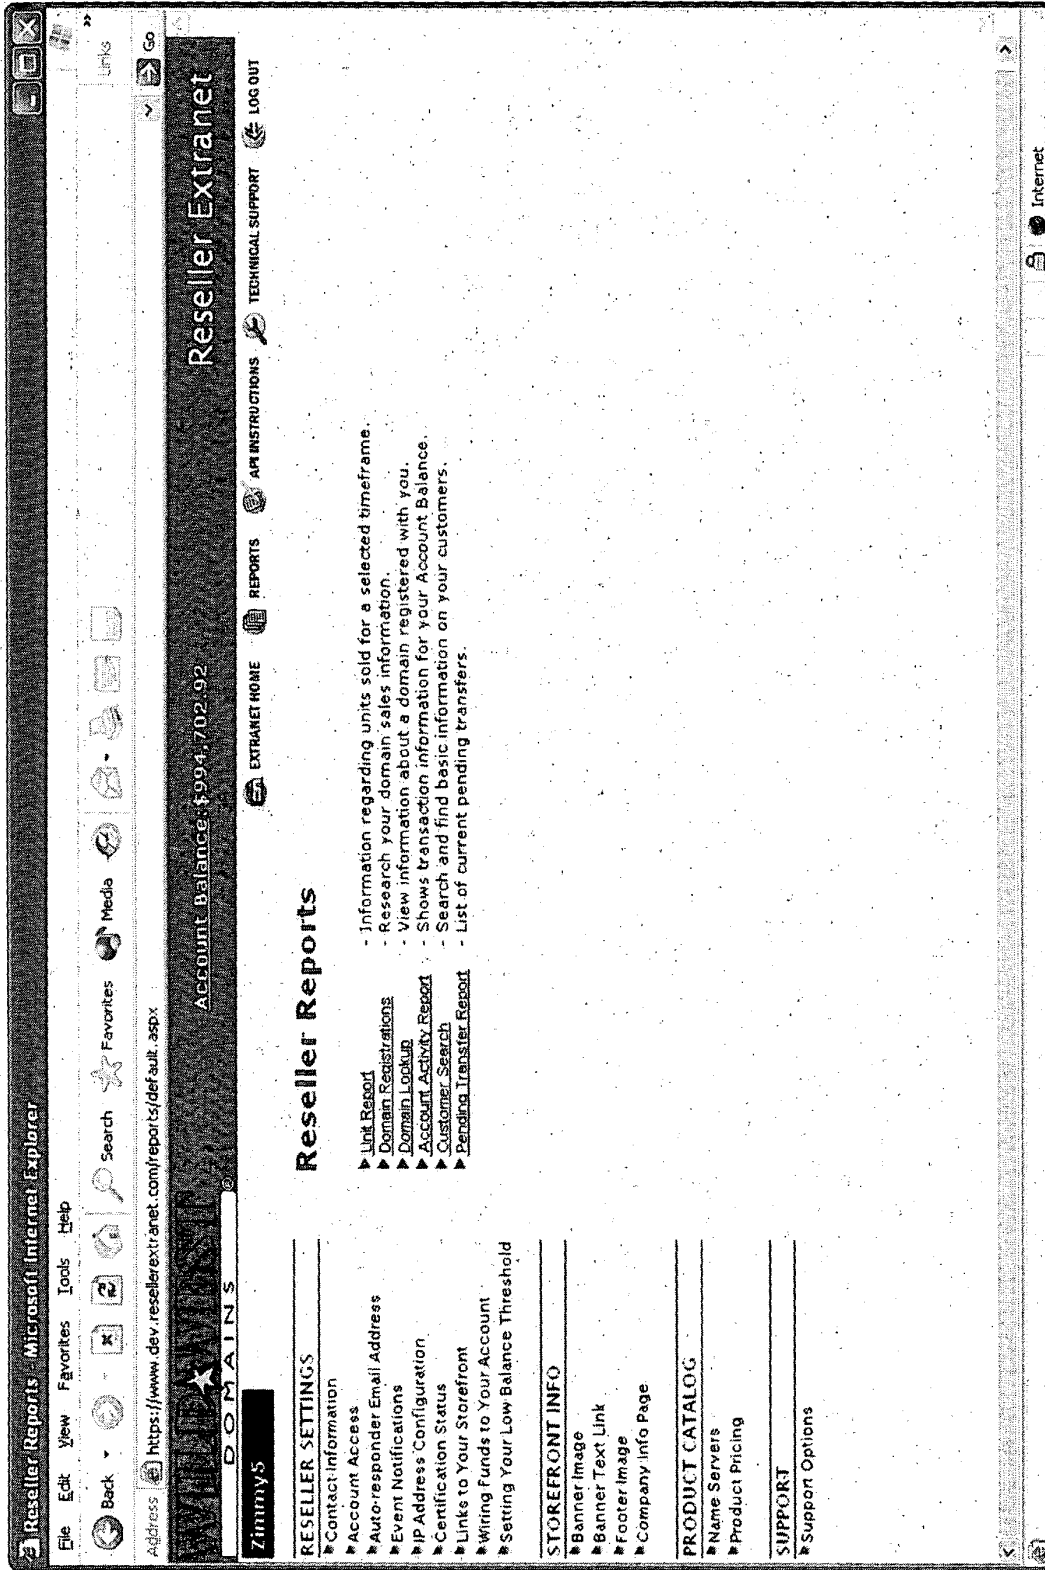 Reseller Reports - Microsoft Internet Explorer
File Edit View Favorites Tools Help
Back Search Favorites Media Links
Address https://www.dev.resellerextranet.com/reports/default.aspx Go
WILD WEST
DOMAINS ®
Account Balance: $994,702.92
Reseller Extranet
Zimmy5
EXTRANET HOME REPORTS API INSTRUCTIONS TECHNICAL SUPPORT LOG OUT
RESELLER SETTINGS
Contact Information
Account Access
Auto-responder Email Address
Event Notifications
IP Address Configuration
Certification Status
Links to Your Storefront
Wiring Funds to Your Account
Setting Your Low Balance Threshold
STOREFRONT INFO
Banner Image
Banner Text Link
Footer Image
Company Info Page
PRODUCT CATALOG
Name Servers
Product Pricing
SUPPORT
Support Options
Reseller Reports
Unit Report - Information regarding units sold for a selected timeframe.
Domain Registrations - Research your domain sales information.
Domain Lookup - View information about a domain registered with you.
Account Activity Report - Shows transaction information for your Account Balance.
Customer Search - Search and find basic information on your customers.
Pending Transfer Report - List of current pending transfers.
Internet